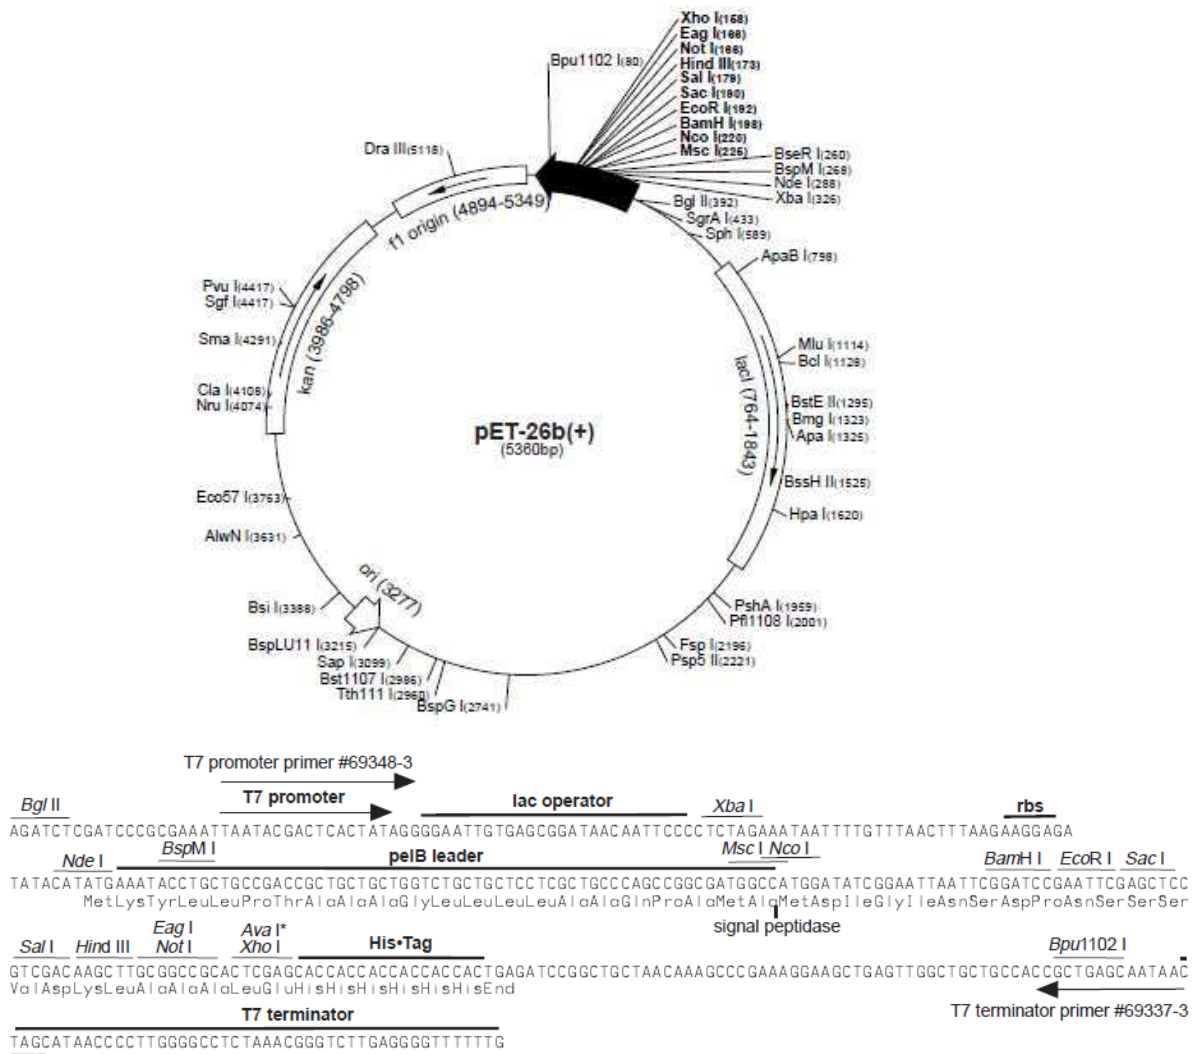 Xho I(158)
Eag I(166)
Not I(166)
Hind III(173)
Sal I(179)
Sac I(190)
EcoR I(192)
BamH I(198)
Nco I(220)
Msc I(225)
Bpu1102 I(80)
BseR I(260)
BspM I(268)
Nde I(288)
Xba I(326)
Bgl II(392)
SgrA I(433)
Sph I(589)
ApaB I(798)
Dra III(5118)
f1 origin (4894-5349)
Pvu I(4417)
Sgf I(4417)
Sma I(4291)
Cla I(4108)
Nru I(4074)
kan (3986-4798)
Mlu I(1114)
Bcl I(1128)
BstE II(1295)
Bmg I(1323)
Apa I(1325)
BssH II(1525)
Hpa I(1620)
lacI (764-1843)
pET-26b(+)
(5360bp)
Eco57 I(3763)
AlwN I(3631)
ori (3277)
Bsi I(3388)
BspLU11 I(3215)
Sap I(3099)
Bst1107 I(2986)
Tth111 I(2960)
BspG I(2741)
PshA I(1959)
Pfl1108 I(2001)
Fsp I(2196)
Psp5 II(2221)
T7 promoter primer #69348-3
Bgl II T7 promoter lac operator Xba I rbs
AGATCTCGATCCCGCGAAATTAATACGACTCACTATAGGGGAATTGTGAGCGGATAACAATTCCCCTCTAGAAATAATTTTGTTTAACTTTAAGAAGGAGA
Nde I BspM I pelB leader Msc I Nco I BamH I EcoR I Sac I
TATACATATGAAATACCTGCTGCCGACCGCTGCTGCTGGTCTGCTGCTCCTCGCTGCCCAGCCGGCGATGGCCATGGATATCGGAATTAATTCGGATCCGAATTCGAGCTCC
MetLysTyrLeuLeuProThrAlaAlaAlaGlyLeuLeuLeuLeuAlaAlaGlnProAlaMetAlaMetAspIleGlyIleAsnSerAspProAsnSerSerSer
signal peptidase
Sal I Hind III Eag I Not I Ava I* Xho I His•Tag Bpu1102 I
GTCGACAAGCTTGCGGCCGCACTCGAGCACCACCACCACCACCACTGAGATCCGGCTGCTAACAAAGCCCGAAAGGAAGCTGAGTTGGCTGCTGCCACCGCTGAGCAATAAC
ValAspLysLeuAlaAlaAlaLeuGluHisHisHisHisHisHisEnd
T7 terminator primer #69337-3
T7 terminator
TAGCATAACCCCTTGGGGCCTCTAAACGGGTCTTGAGGGGTTTTTTG